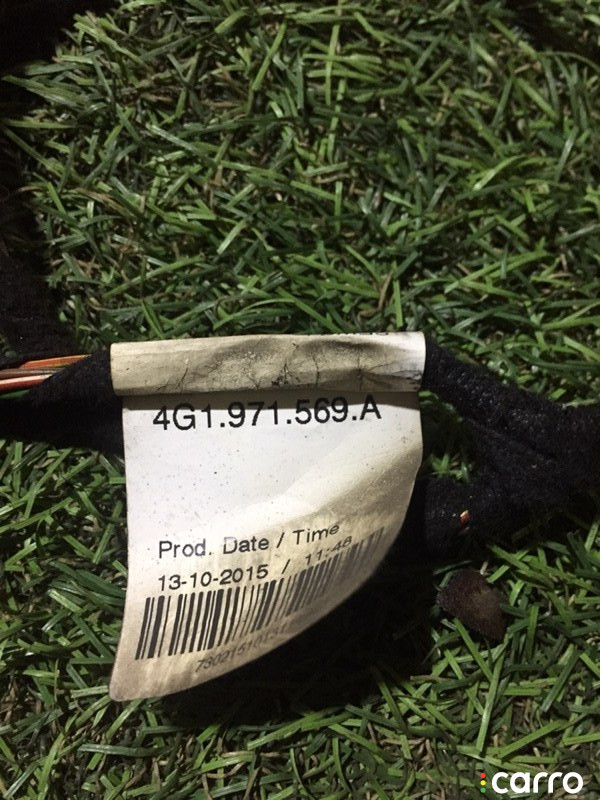 4G1.971.569.A
Prod. Date / Time
13-10-2015 / 11:48
carro